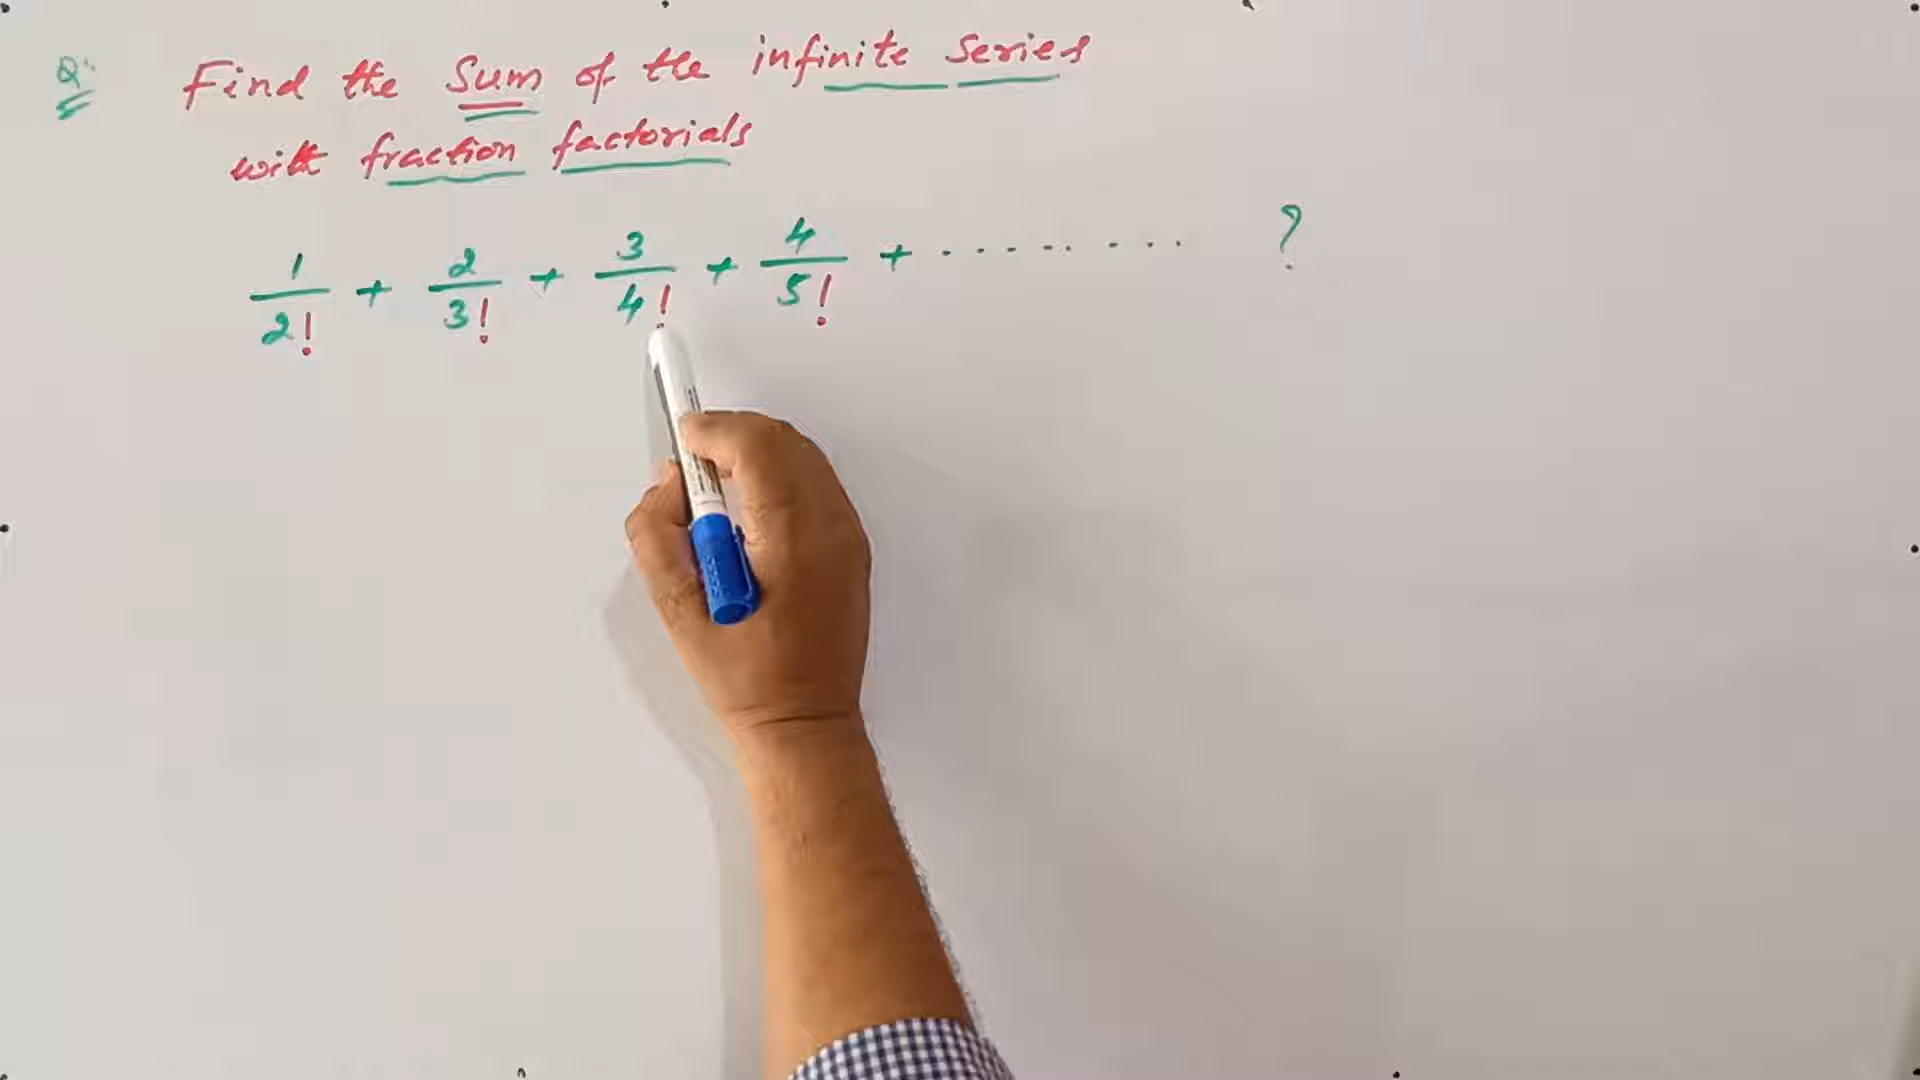 Q. Find the Sum of the infinite series
with fraction factorials
1/2! + 2/3! + 3/4! + 4/5! + .......... ?